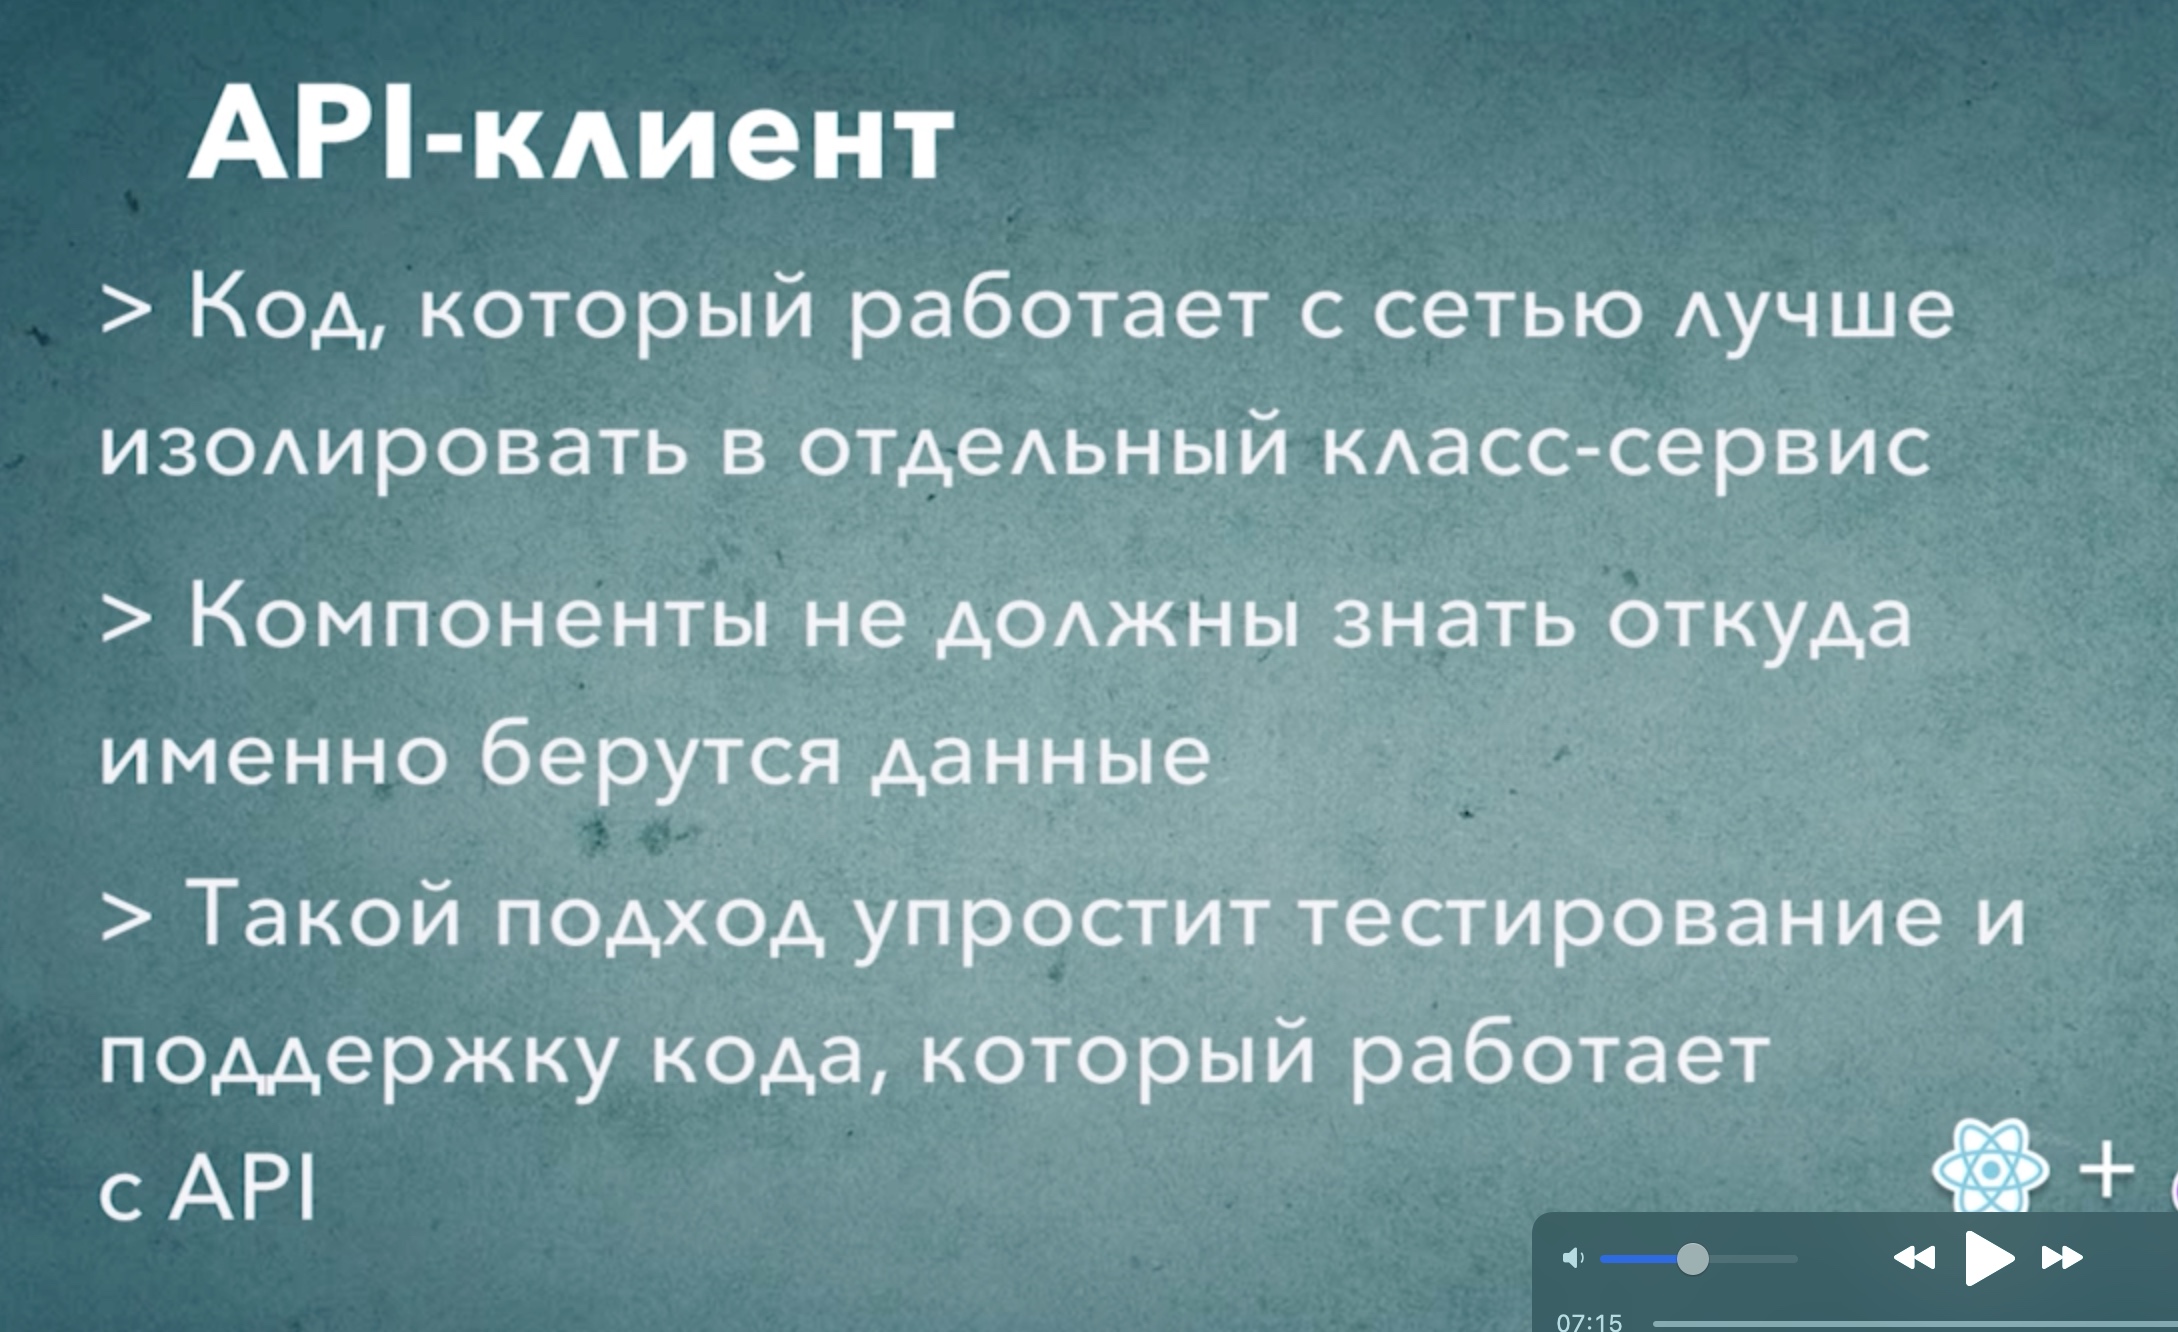 API-клиент
> Код, который работает с сетью лучше
изолировать в отдельный класс-сервис
> Компоненты не должны знать откуда
именно берутся данные
> Такой подход упростит тестирование и
поддержку кода, который работает
с API
+
07:15